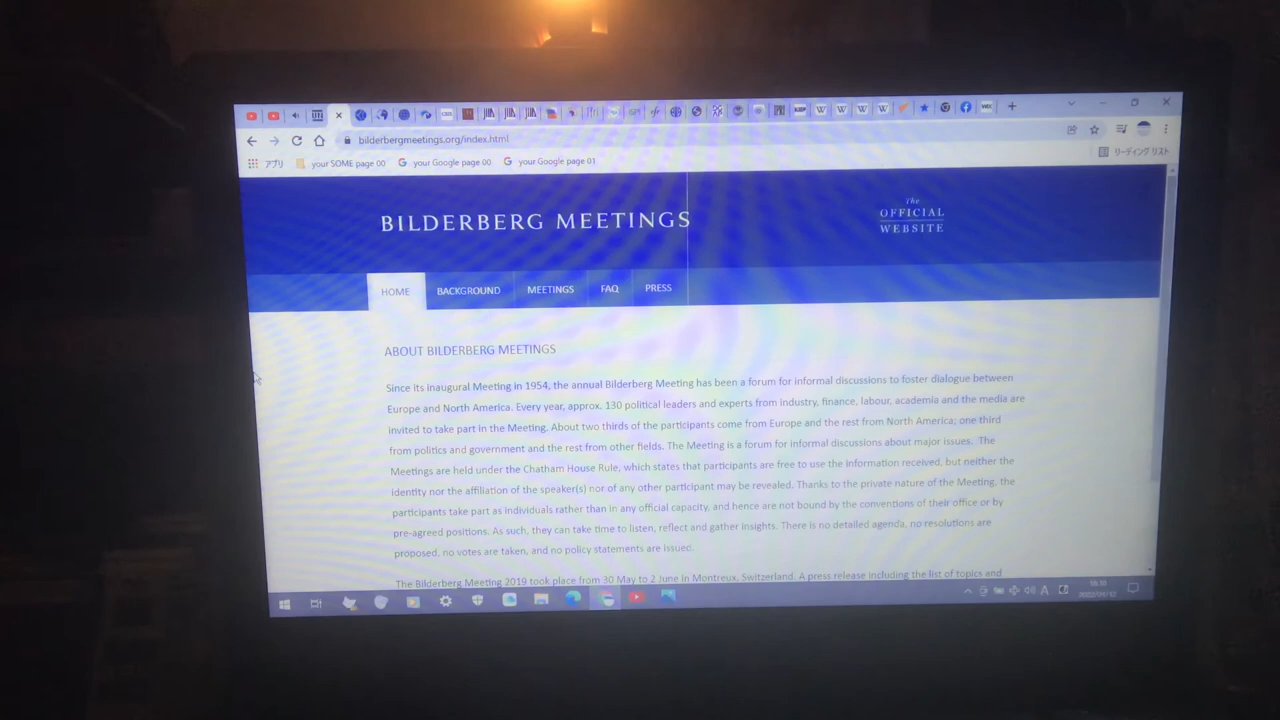 bilderbergmeetings.org/index.html
アプリ your SOME page 00 your Google page 00 your Google page 01
リーディング リスト
BILDERBERG MEETINGS
The
OFFICIAL
WEBSITE
HOME BACKGROUND MEETINGS FAQ PRESS
ABOUT BILDERBERG MEETINGS
Since its inaugural Meeting in 1954, the annual Bilderberg Meeting has been a forum for informal discussions to foster dialogue between
Europe and North America. Every year, approx. 130 political leaders and experts from industry, finance, labour, academia and the media are
invited to take part in the Meeting. About two thirds of the participants come from Europe and the rest from North America; one third
from politics and government and the rest from other fields. The Meeting is a forum for informal discussions about major issues. The
Meetings are held under the Chatham House Rule, which states that participants are free to use the information received, but neither the
identity nor the affiliation of the speaker(s) nor of any other participant may be revealed. Thanks to the private nature of the Meeting, the
participants take part as individuals rather than in any official capacity, and hence are not bound by the conventions of their office or by
pre-agreed positions. As such, they can take time to listen, reflect and gather insights. There is no detailed agenda, no resolutions are
proposed, no votes are taken, and no policy statements are issued.
The Bilderberg Meeting 2019 took place from 30 May to 2 June in Montreux, Switzerland. A press release including the list of topics and